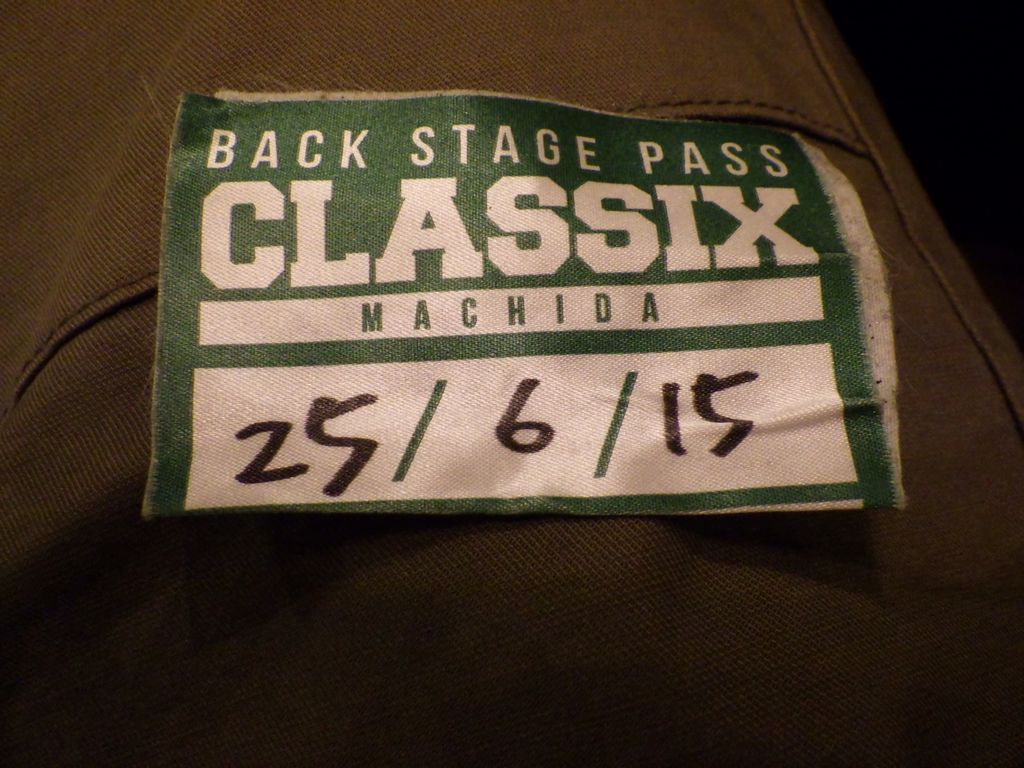 BACK STAGE PASS
CLASSIX
MACHIDA
25/6/15